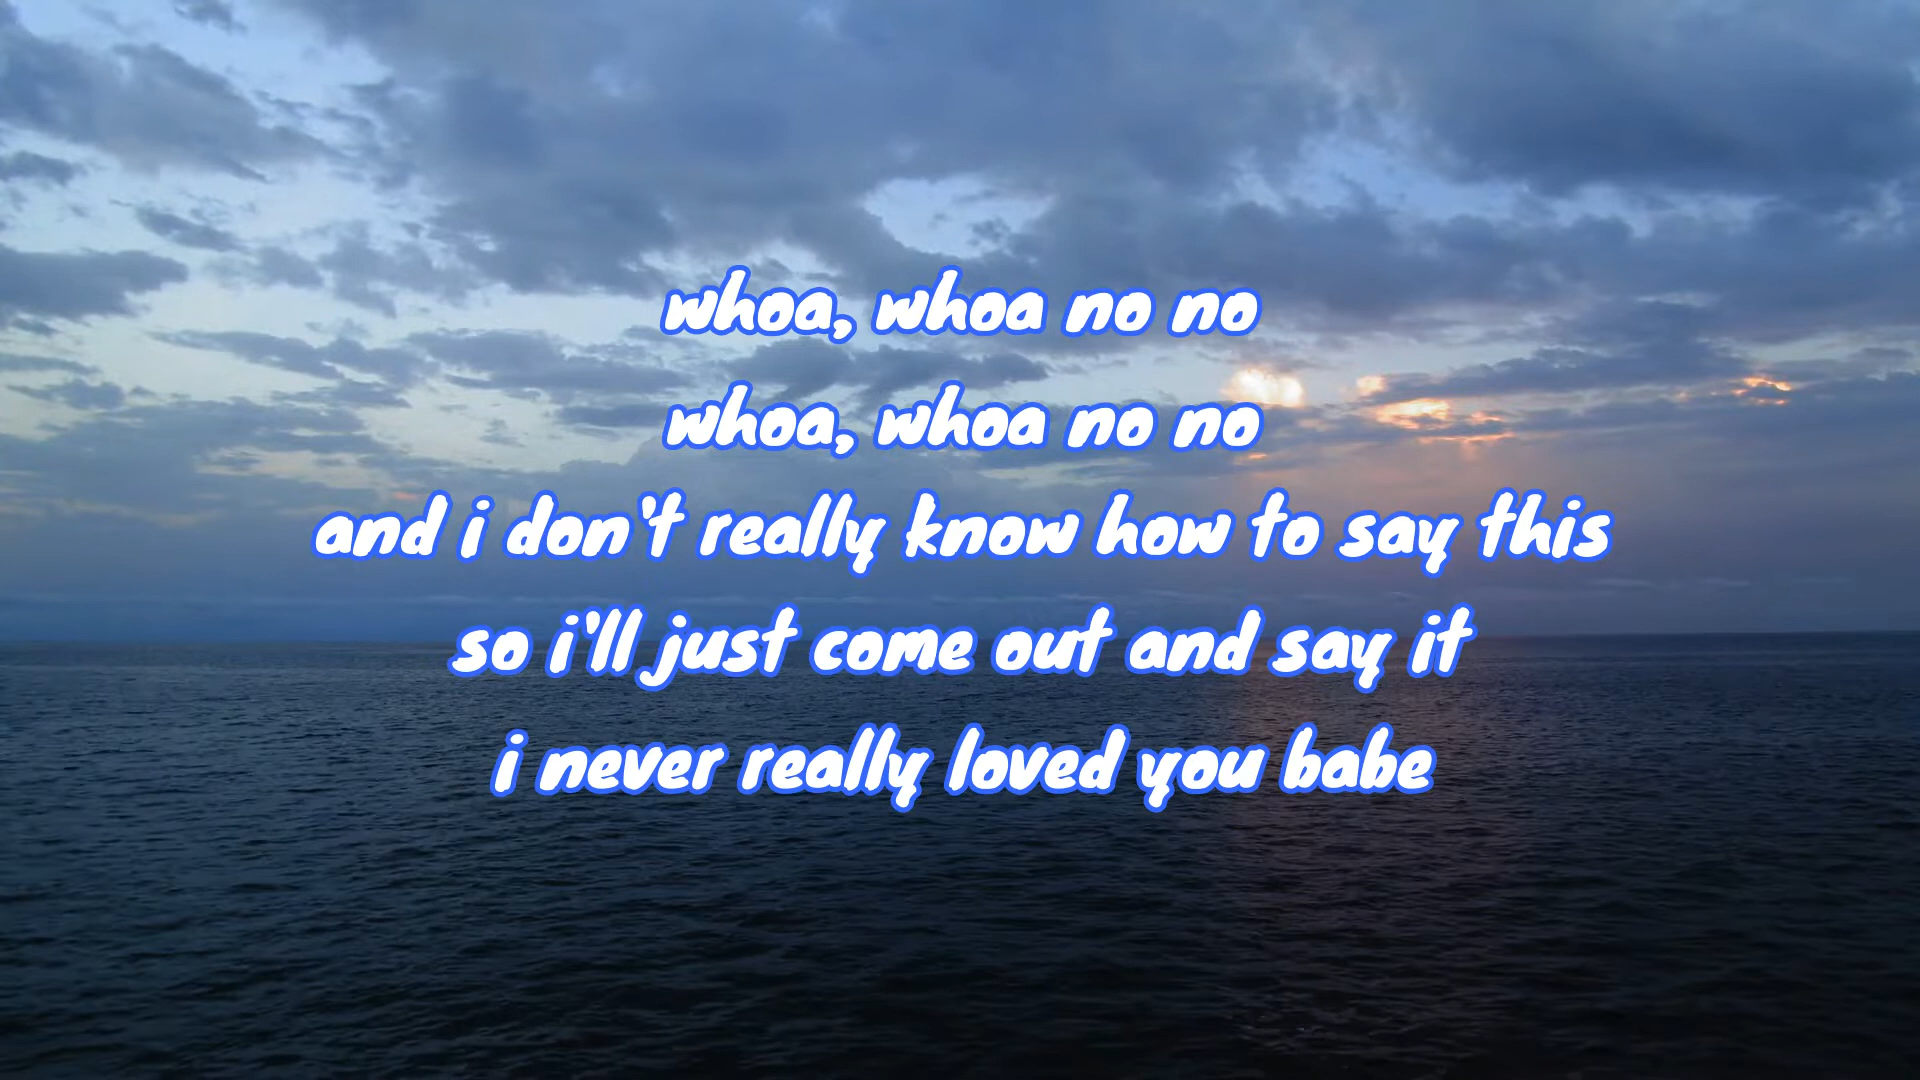 whoa, whoa no no
whoa, whoa no no
and i don't really know how to say this
so i'll just come out and say it
i never really loved you babe